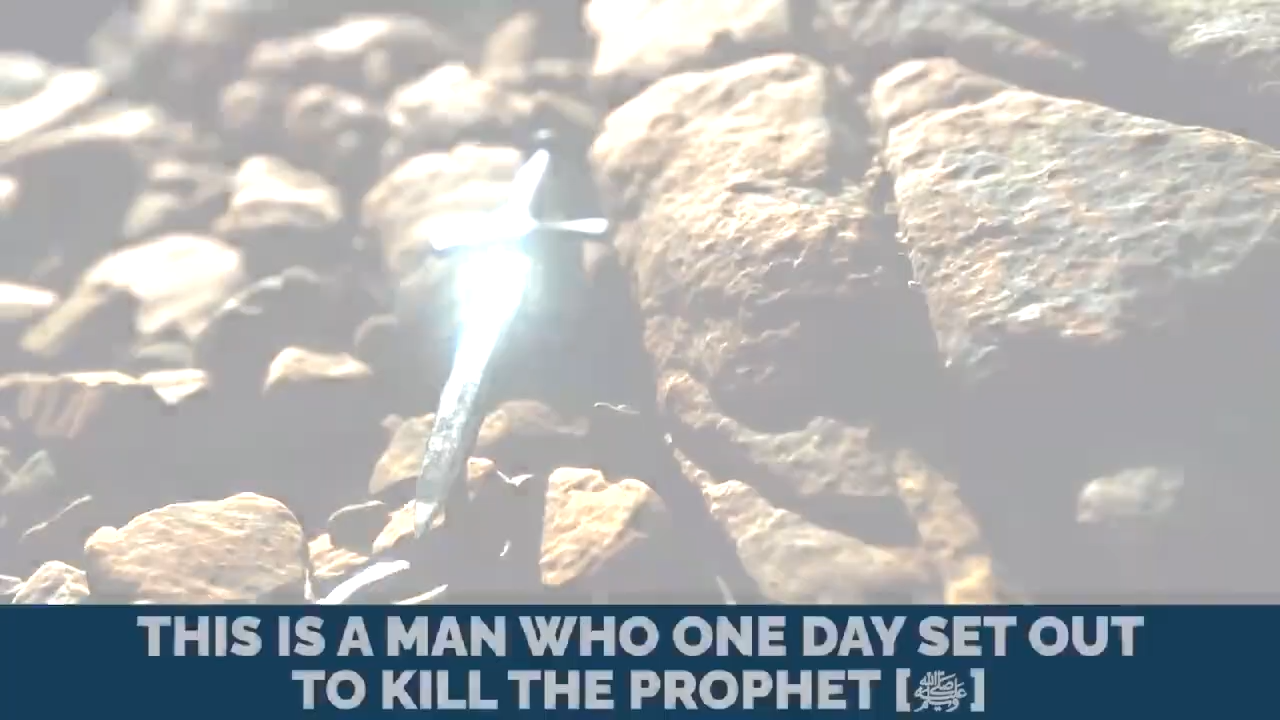 THIS IS A MAN WHO ONE DAY SET OUT
TO KILL THE PROPHET [ﷺ]